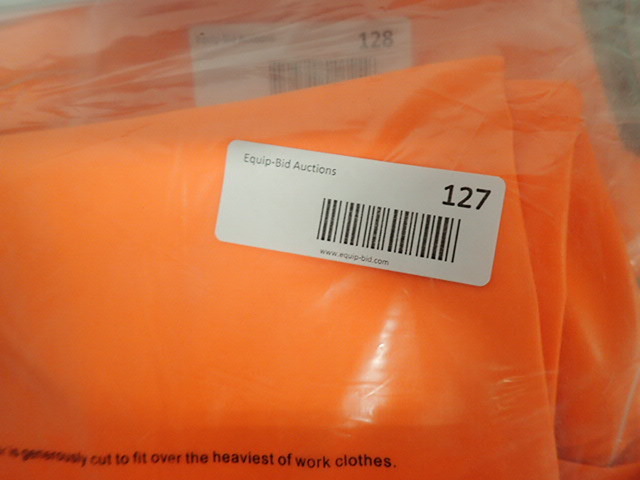 128
Equip-Bid Auctions
127
www.equip-bid.com
is generously cut to fit over the heaviest of work clothes.